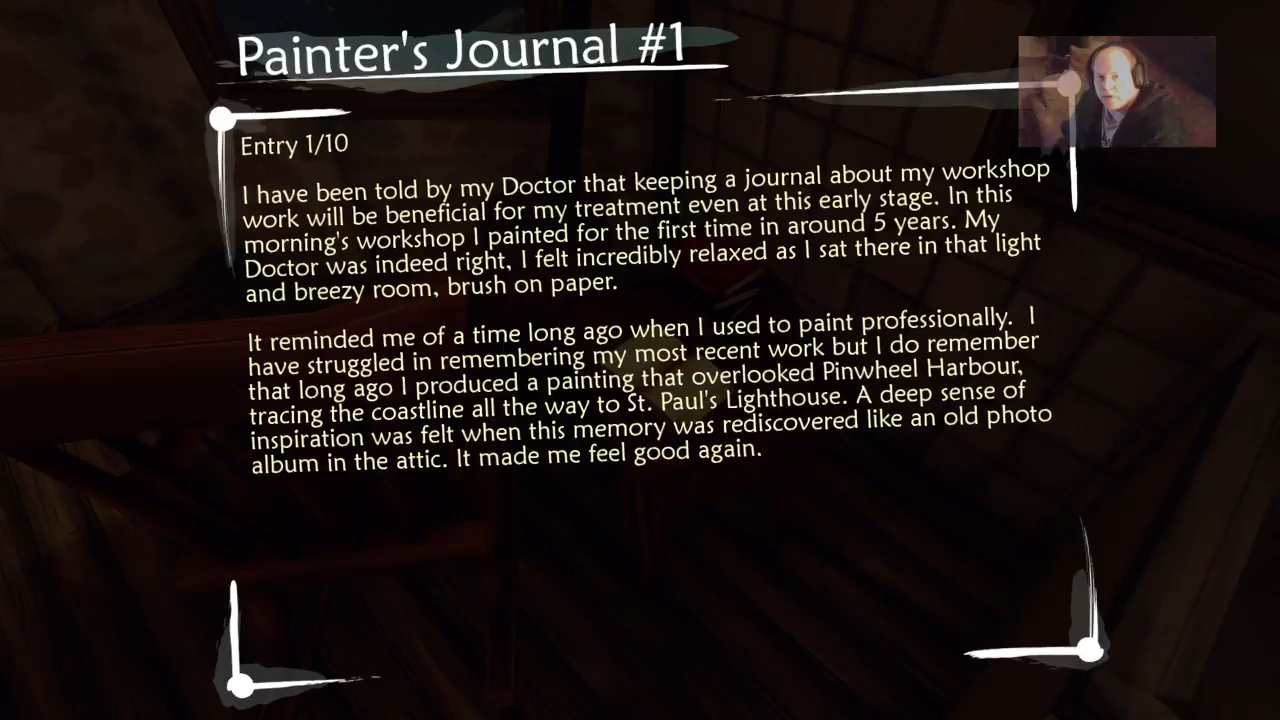 Painter's Journal #1
Entry 1/10
I have been told by my Doctor that keeping a journal about my workshop
work will be beneficial for my treatment even at this early stage. In this
morning's workshop I painted for the first time in around 5 years. My
Doctor was indeed right, I felt incredibly relaxed as I sat there in that light
and breezy room, brush on paper.
It reminded me of a time long ago when I used to paint professionally. I
have struggled in remembering my most recent work but I do remember
that long ago I produced a painting that overlooked Pinwheel Harbour,
tracing the coastline all the way to St. Paul's Lighthouse. A deep sense of
inspiration was felt when this memory was rediscovered like an old photo
album in the attic. It made me feel good again.